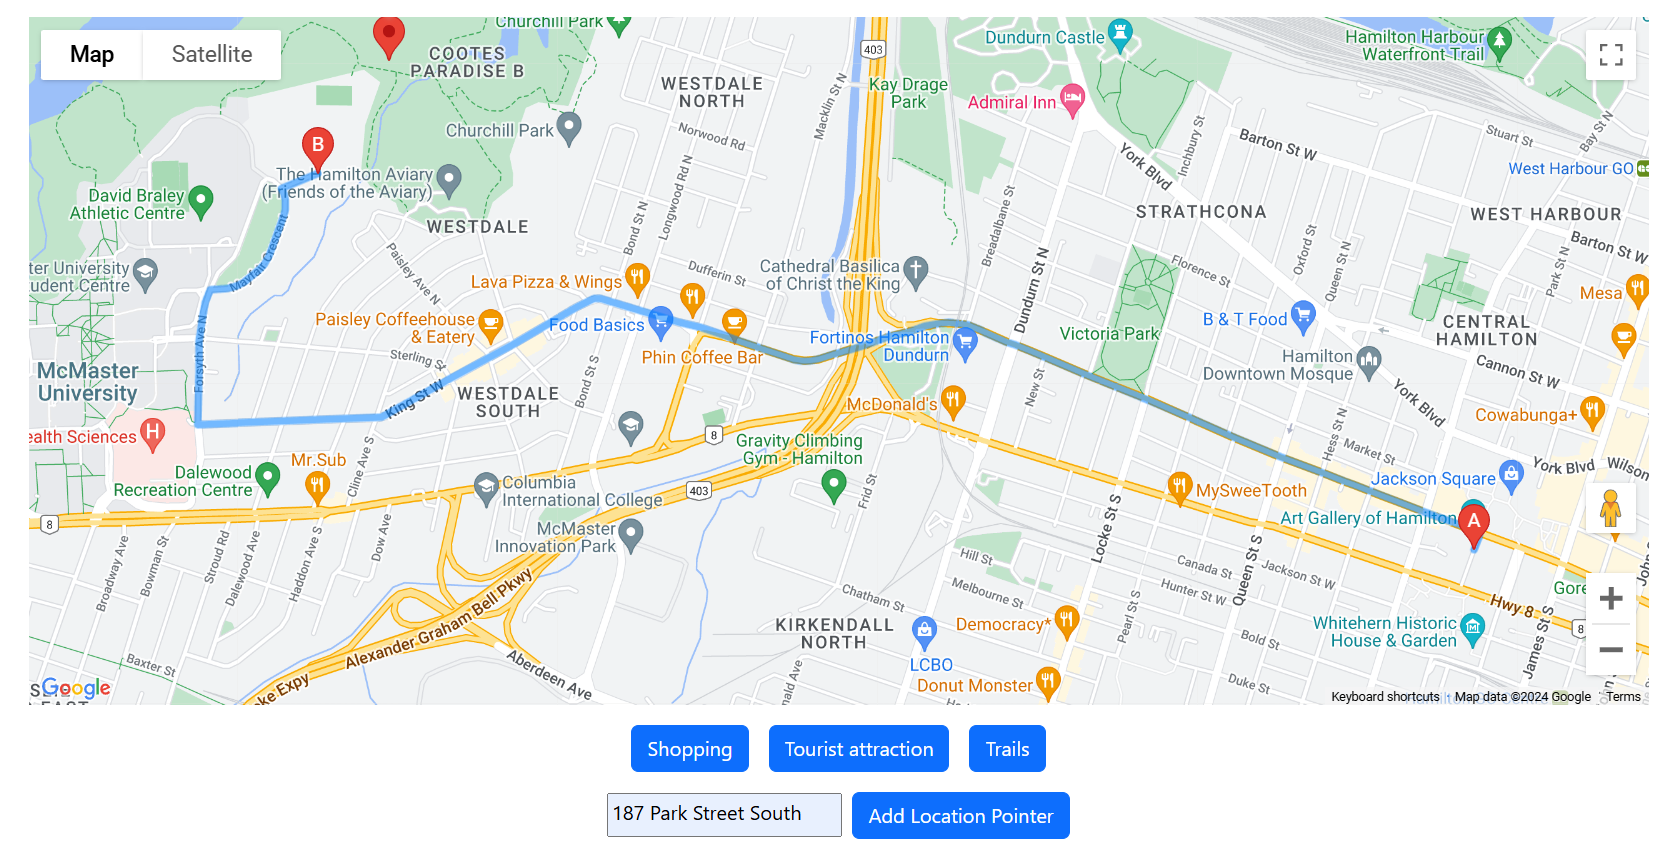 Map
Satellite
COOTES
PARADISE B
Churchill Park
403
Dundurn Castle
Hamilton Harbour
Waterfront Trail
WESTDALE
NORTH
Macklin St N
Kay Drage
Park
Admiral Inn
Churchill Park
Norwood Rd
Longwood Rd N
York Blvd
Inchbury St
Barton St W
Stuart St
Bay St N
West Harbour GO
B
The Hamilton Aviary
(Friends of the Aviary)
David Braley
Athletic Centre
WESTDALE
Bond St N
Breadalbane St
STRATHCONA
WEST HARBOUR
Barton St W
Mayfair Crescent
ter University
tudent Centre
Paisley Ave N
Lava Pizza & Wings
Dufferin St
Cathedral Basilica
of Christ the King
Dundurn St N
Florence St
Oxford St
Queen St N
Park St N
Mesa
Paisley Coffeehouse
& Eatery
Food Basics
Phin Coffee Bar
Fortinos Hamilton
Dundurn
Victoria Park
B & T Food
CENTRAL
HAMILTON
Forsyth Ave N
Sterling St
McMaster
University
King St W
WESTDALE
SOUTH
Bond St S
New St
Hamilton
Downtown Mosque
Cannon St W
York Blvd
McDonald's
Cowabunga+
ealth Sciences
H
8
Gravity Climbing
Gym - Hamilton
Hess St N
Market St
York Blvd
Wilson
Mr.Sub
Cline Ave S
Dalewood
Recreation Centre
Columbia
International College
403
Frid St
MySweeTooth
Jackson Square
8
McMaster
Innovation Park
Art Gallery of Hamilton
A
Broadway Ave
Bowman St
Stroud Rd
Dalewood Ave
Haddon Ave S
Dow Ave
Locke St S
Hill St
Canada St
Jackson St W
Queen St S
Hunter St W
Melbourne St
Chatham St
Pearl St S
Hwy 8
Gore
John
Alexander Graham Bell Pkwy
KIRKENDALL
NORTH
Democracy*
Bold St
Whitehern Historic
House & Garden
8
James St S
LCBO
Donut Monster
Duke St
Baxter St
Aberdeen Ave
oke Expy
Google
Keyboard shortcuts
Map data ©2024 Google
Terms
Shopping
Tourist attraction
Trails
187 Park Street South
Add Location Pointer